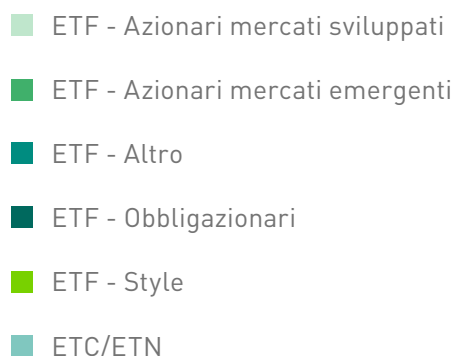 ETF - Azionari mercati sviluppati
ETF - Azionari mercati emergenti
ETF - Altro
ETF - Obbligazionari
ETF - Style
ETC/ETN